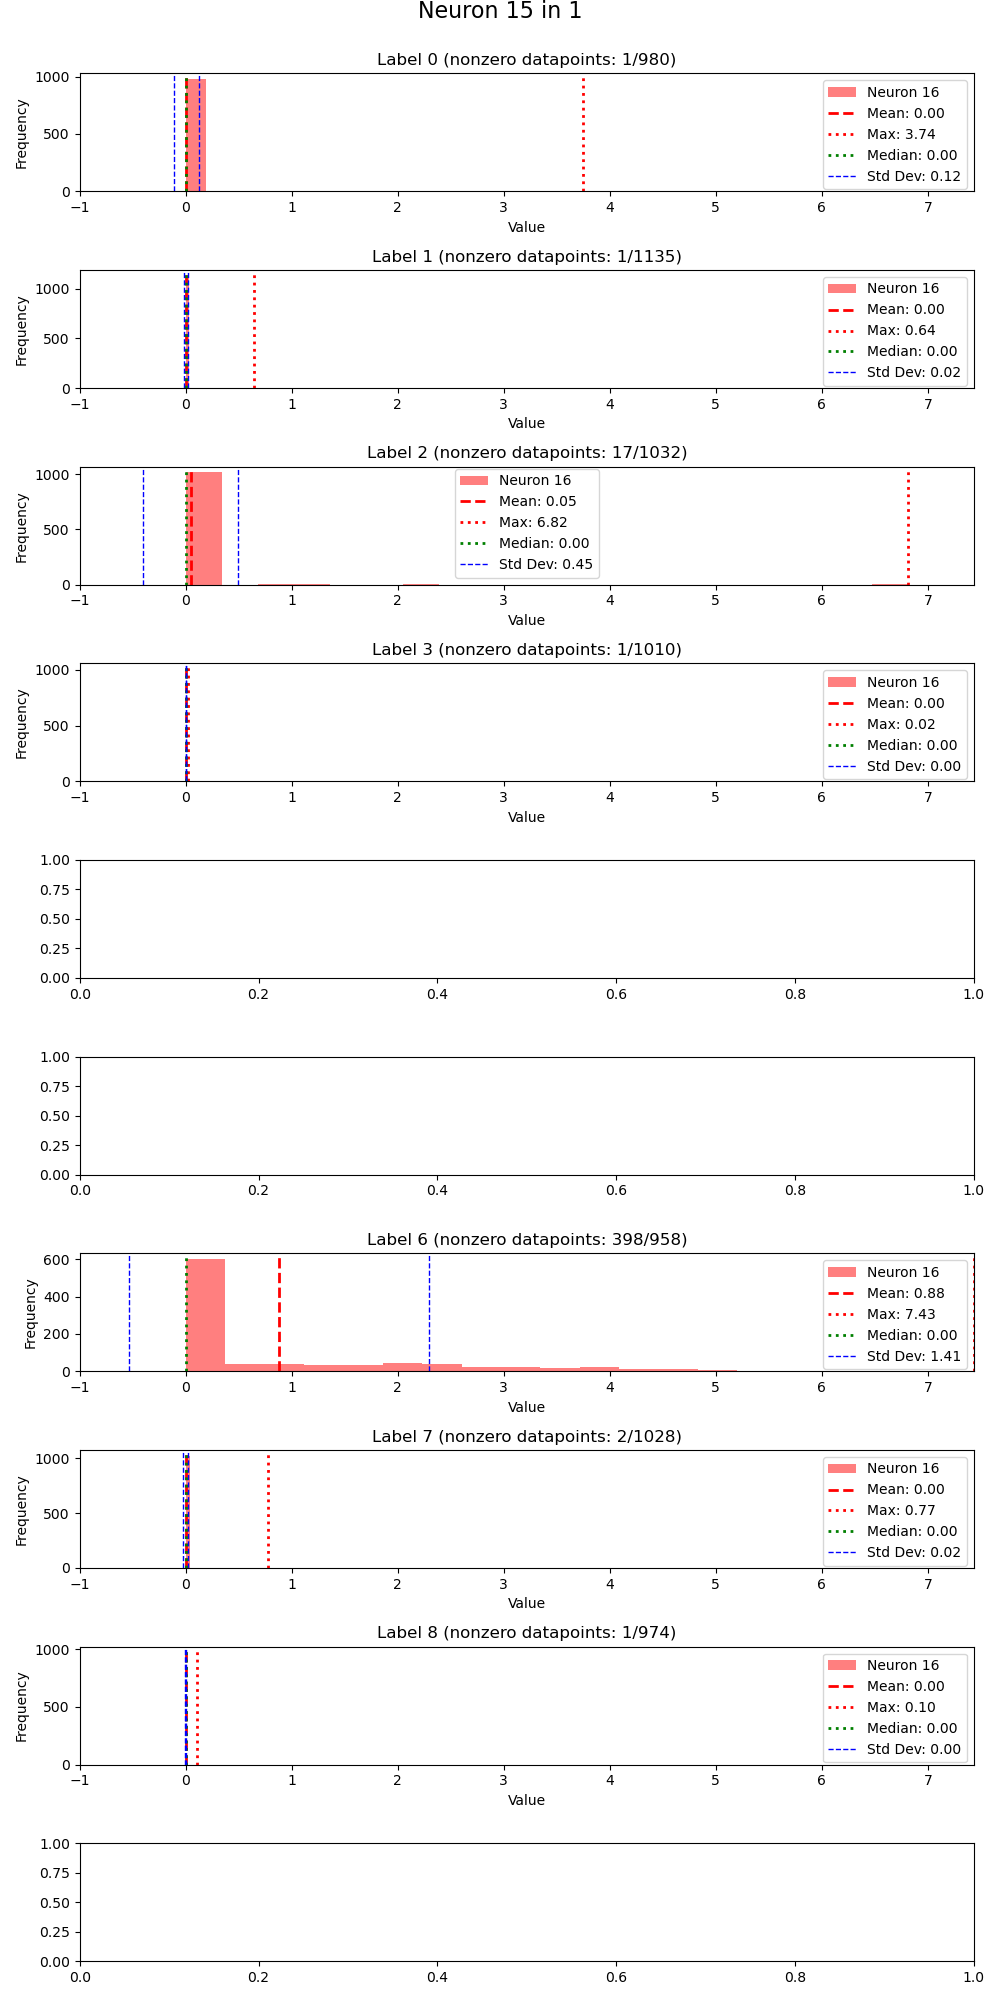 Neuron 15 in 1
Label 0 (nonzero datapoints: 1/980)
Frequency
1000
500
0
Neuron 16
Mean: 0.00
Max: 3.74
Median: 0.00
Std Dev: 0.12
−1 0 1 2 3 4 5 6 7
Value
Label 1 (nonzero datapoints: 1/1135)
Frequency
1000
500
0
Neuron 16
Mean: 0.00
Max: 0.64
Median: 0.00
Std Dev: 0.02
−1 0 1 2 3 4 5 6 7
Value
Label 2 (nonzero datapoints: 17/1032)
Frequency
1000
500
0
Neuron 16
Mean: 0.05
Max: 6.82
Median: 0.00
Std Dev: 0.45
−1 0 1 2 3 4 5 6 7
Value
Label 3 (nonzero datapoints: 1/1010)
Frequency
1000
500
0
Neuron 16
Mean: 0.00
Max: 0.02
Median: 0.00
Std Dev: 0.00
−1 0 1 2 3 4 5 6 7
Value
1.00
0.75
0.50
0.25
0.00
0.0 0.2 0.4 0.6 0.8 1.0
1.00
0.75
0.50
0.25
0.00
0.0 0.2 0.4 0.6 0.8 1.0
Label 6 (nonzero datapoints: 398/958)
Frequency
600
400
200
0
Neuron 16
Mean: 0.88
Max: 7.43
Median: 0.00
Std Dev: 1.41
−1 0 1 2 3 4 5 6 7
Value
Label 7 (nonzero datapoints: 2/1028)
Frequency
1000
500
0
Neuron 16
Mean: 0.00
Max: 0.77
Median: 0.00
Std Dev: 0.02
−1 0 1 2 3 4 5 6 7
Value
Label 8 (nonzero datapoints: 1/974)
Frequency
1000
500
0
Neuron 16
Mean: 0.00
Max: 0.10
Median: 0.00
Std Dev: 0.00
−1 0 1 2 3 4 5 6 7
Value
1.00
0.75
0.50
0.25
0.00
0.0 0.2 0.4 0.6 0.8 1.0